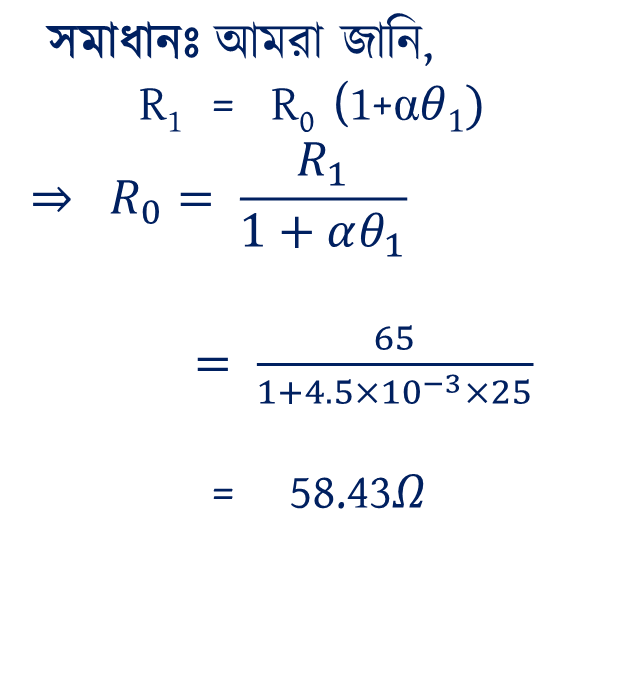 সমাধানঃ আমরা জানি,
R₁ = R₀ (1+αθ₁)
⇒ R₀ = R₁ / 1 + αθ₁
= 65 / 1+4.5×10⁻³×25
= 58.43Ω